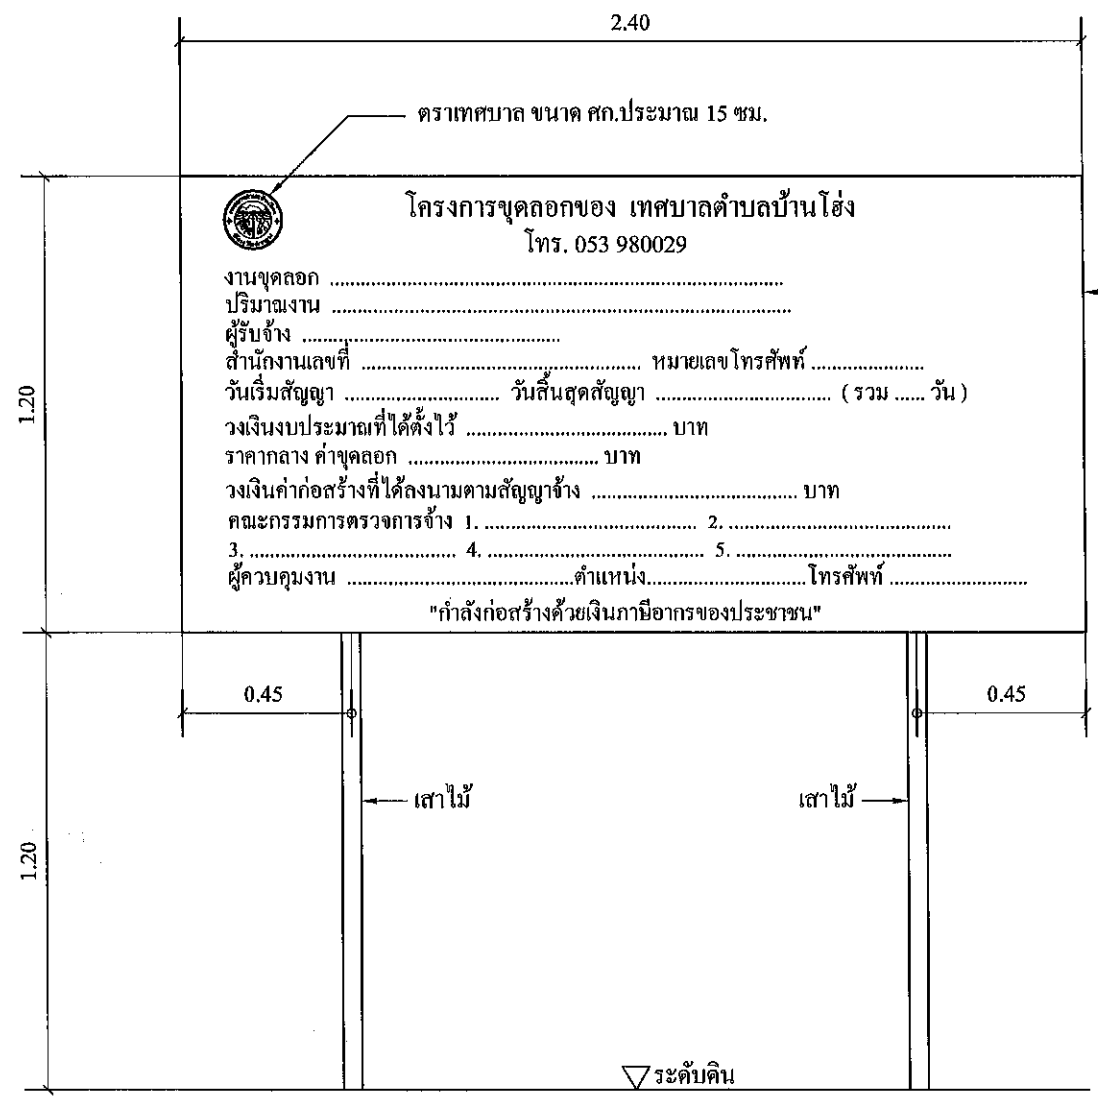 2.40
ตราเทศบาล ขนาด ศก.ประมาณ 15 ซม.
โครงการขุดลอกของ เทศบาลตำบลบ้านโฮ่ง
โทร. 053 980029
งานขุดลอก ....................
ปริมาณงาน ....................
ผู้รับจ้าง ....................
สำนักงานเลขที่ .................... หมายเลขโทรศัพท์ ....................
วันเริ่มสัญญา .................... วันสิ้นสุดสัญญา .................... ( รวม ...... วัน )
วงเงินงบประมาณที่ได้ตั้งไว้ .................... บาท
ราคากลาง ค่าขุดลอก .................... บาท
วงเงินค่าก่อสร้างที่ได้ลงนามตามสัญญาจ้าง .................... บาท
คณะกรรมการตรวจการจ้าง 1. .................... 2. ....................
3. .................... 4. .................... 5. ....................
ผู้ควบคุมงาน ....................ตำแหน่ง....................โทรศัพท์ ....................
"กำลังก่อสร้างด้วยเงินภาษีอากรของประชาชน"
1.20
0.45 0.45
เสาไม้ เสาไม้
1.20
ระดับดิน